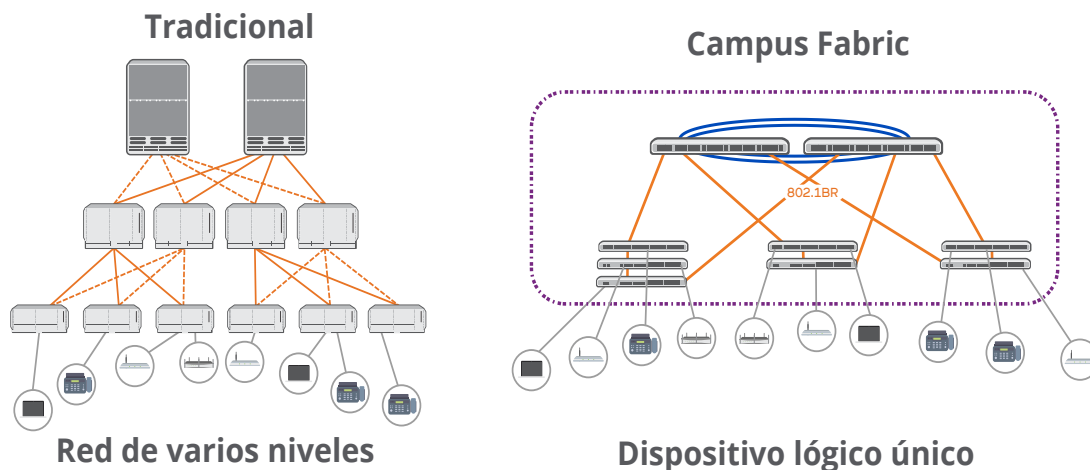 Tradicional
Campus Fabric
802.1BR
Red de varios niveles
Dispositivo lógico único